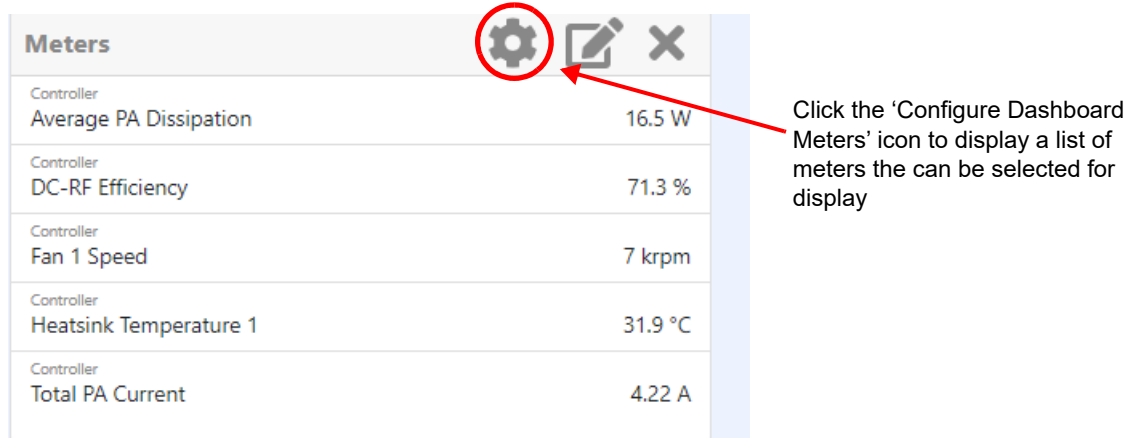 Meters
Controller
Average PA Dissipation 16.5 W
Controller
DC-RF Efficiency 71.3 %
Controller
Fan 1 Speed 7 krpm
Controller
Heatsink Temperature 1 31.9 °C
Controller
Total PA Current 4.22 A
Click the ‘Configure Dashboard
Meters’ icon to display a list of
meters the can be selected for
display